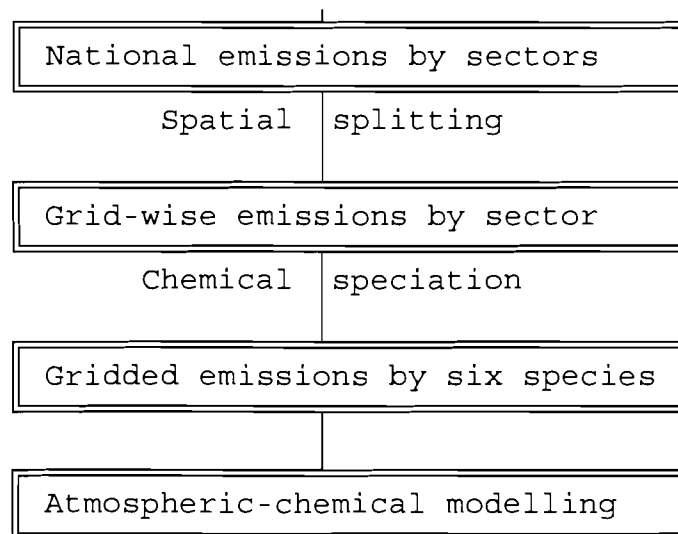 National emissions by sectors
Spatial splitting
Grid-wise emissions by sector
Chemical speciation
Gridded emissions by six species
Atmospheric-chemical modelling